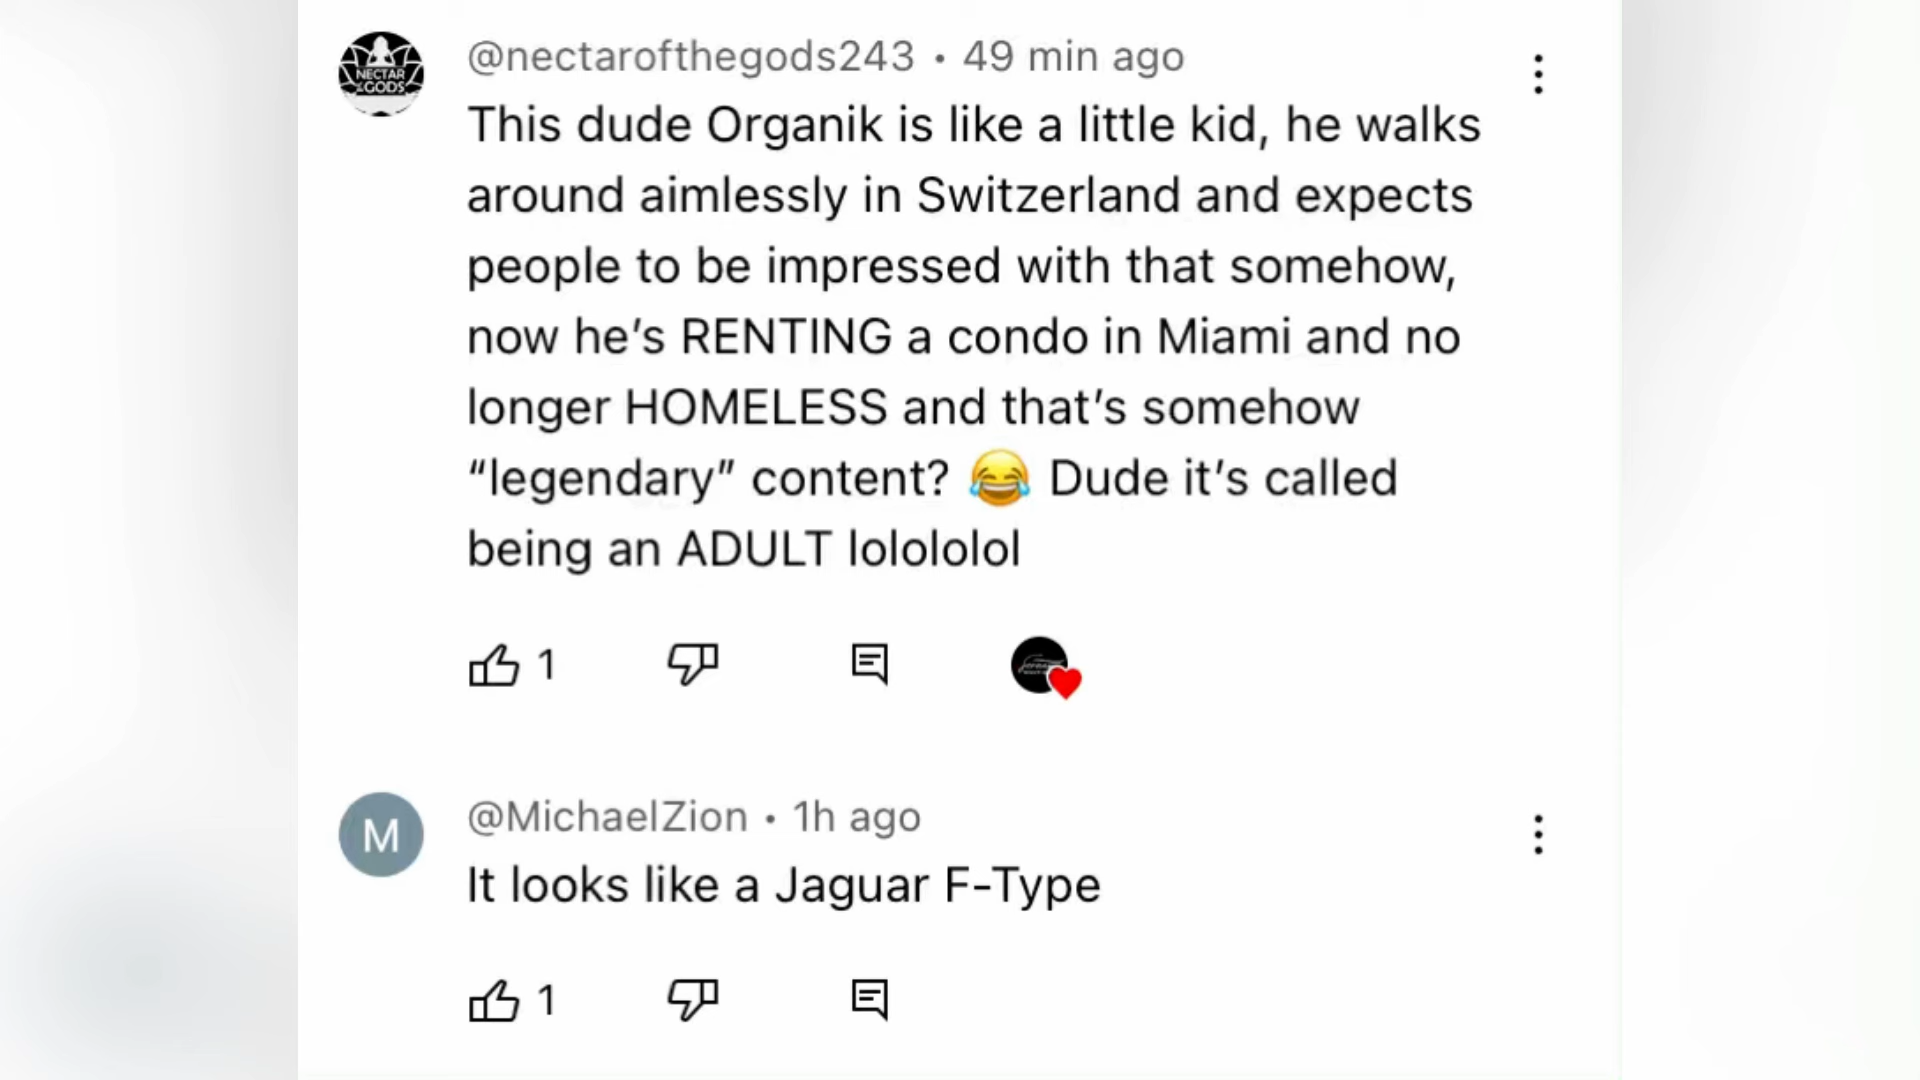 NECTAR
GODS
@nectarofthegods243 • 49 min ago
This dude Organik is like a little kid, he walks
around aimlessly in Switzerland and expects
people to be impressed with that somehow,
now he’s RENTING a condo in Miami and no
longer HOMELESS and that’s somehow
“legendary” content? 😂 Dude it’s called
being an ADULT lolololol
1
M
@MichaelZion • 1h ago
It looks like a Jaguar F-Type
1